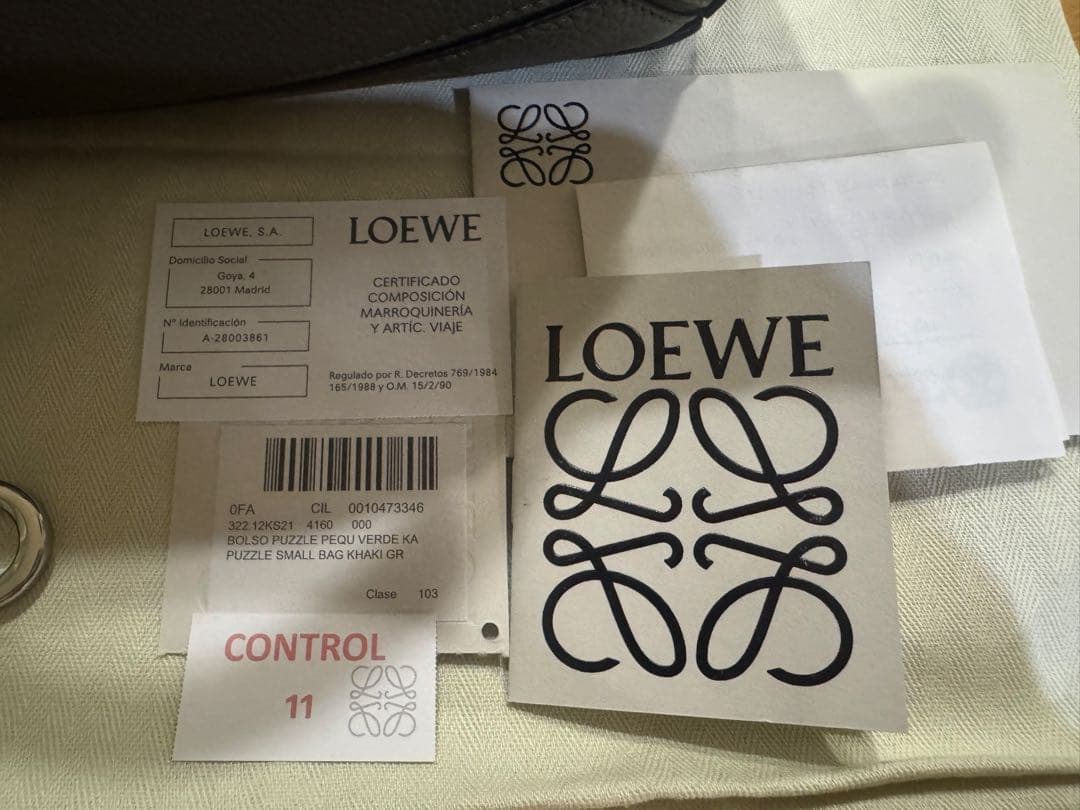 LOEWE, S.A.
Domicilio Social
Goya, 4
28001 Madrid
Nº Identificación
A-28003861
Marca
LOEWE
LOEWE
CERTIFICADO
COMPOSICIÓN
MARROQUINERÍA
Y ARTÍC. VIAJE
Regulado por R. Decretos 769/1984
165/1988 y O.M. 15/2/90
0FA CIL 0010473346
322.12KS21 4160 000
BOLSO PUZZLE PEQU VERDE KA
PUZZLE SMALL BAG KHAKI GR
Clase 103
CONTROL
11
LOEWE